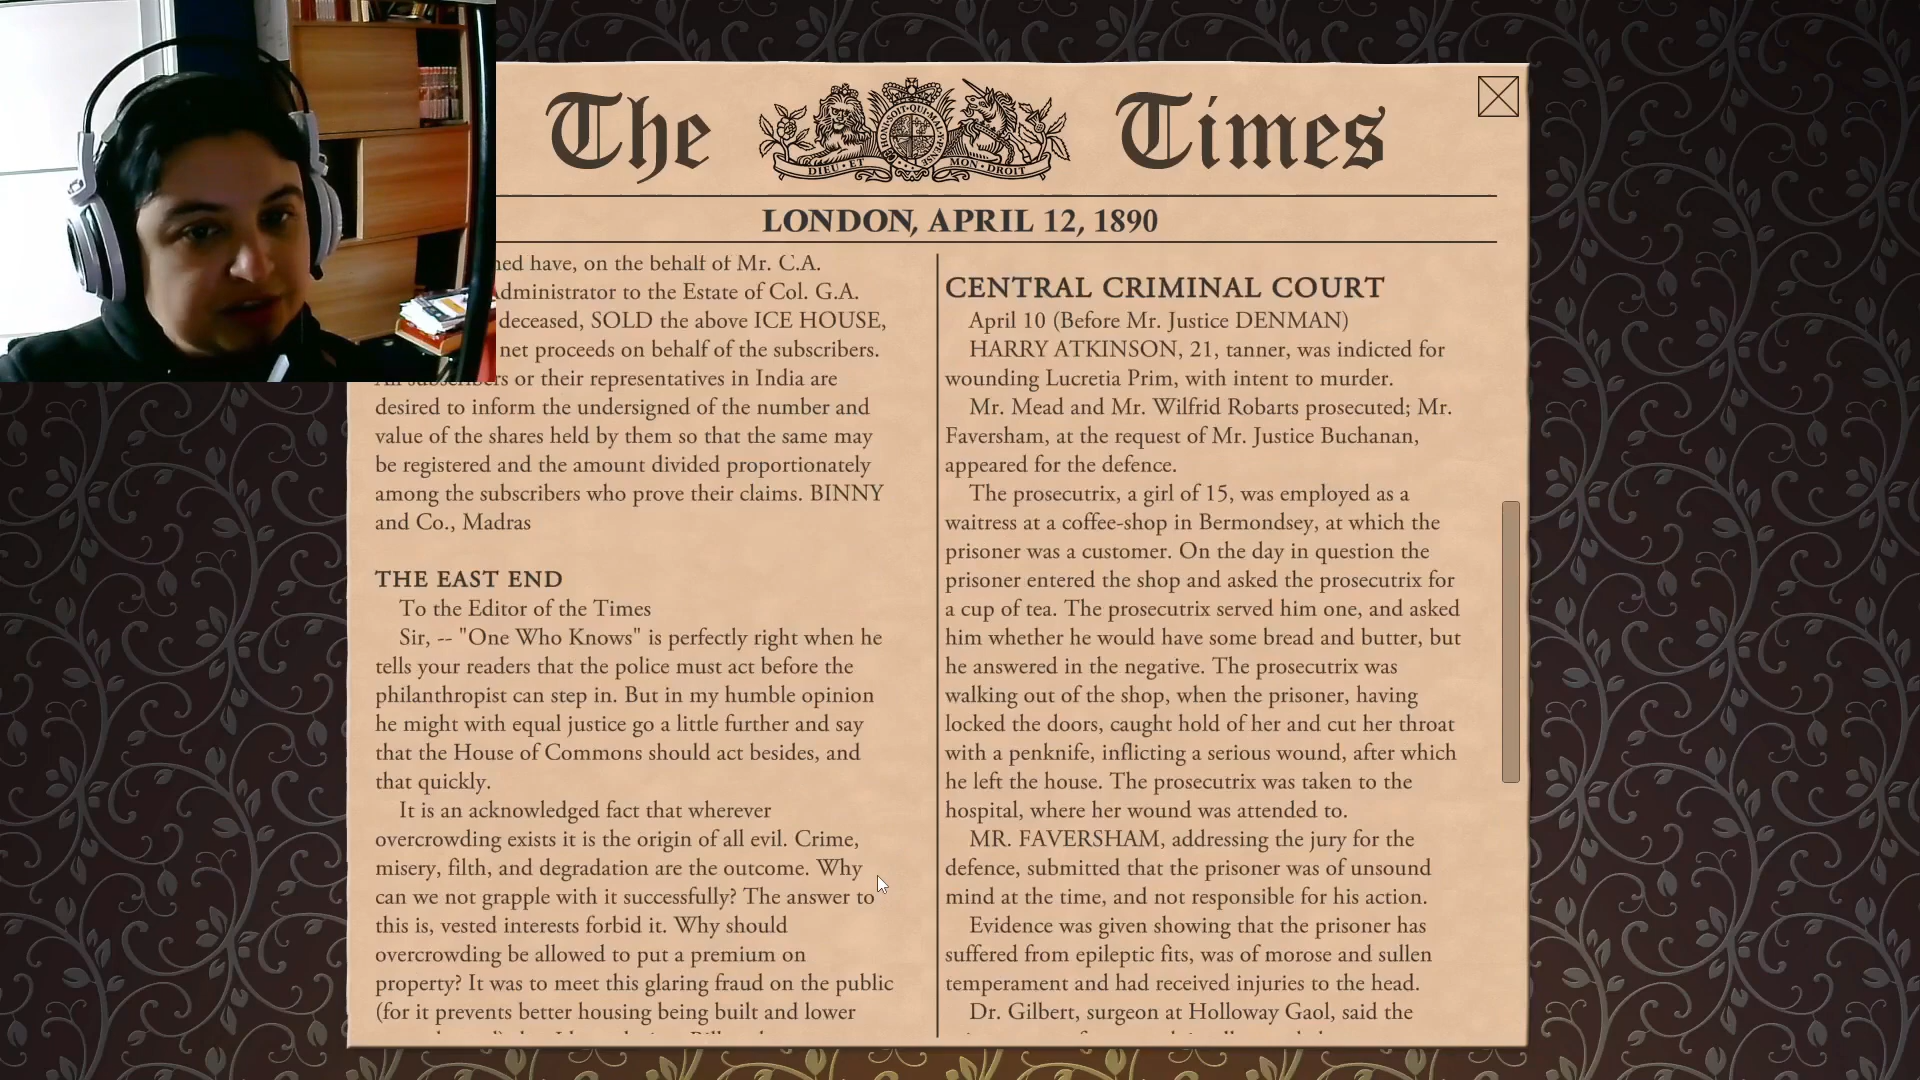 The Times
DIEU · ET MON · DROIT
LONDON, APRIL 12, 1890
have, on the behalf of Mr. C.A.
Administrator to the Estate of Col. G.A.
deceased, SOLD the above ICE HOUSE,
net proceeds on behalf of the subscribers.
All subscribers or their representatives in India are
desired to inform the undersigned of the number and
value of the shares held by them so that the same may
be registered and the amount divided proportionately
among the subscribers who prove their claims. BINNY
and Co., Madras
THE EAST END
To the Editor of the Times
Sir, -- "One Who Knows" is perfectly right when he
tells your readers that the police must act before the
philanthropist can step in. But in my humble opinion
he might with equal justice go a little further and say
that the House of Commons should act besides, and
that quickly.
It is an acknowledged fact that wherever
overcrowding exists it is the origin of all evil. Crime,
misery, filth, and degradation are the outcome. Why
can we not grapple with it successfully? The answer to
this is, vested interests forbid it. Why should
overcrowding be allowed to put a premium on
property? It was to meet this glaring fraud on the public
(for it prevents better housing being built and lower
CENTRAL CRIMINAL COURT
April 10 (Before Mr. Justice DENMAN)
HARRY ATKINSON, 21, tanner, was indicted for
wounding Lucretia Prim, with intent to murder.
Mr. Mead and Mr. Wilfrid Robarts prosecuted; Mr.
Faversham, at the request of Mr. Justice Buchanan,
appeared for the defence.
The prosecutrix, a girl of 15, was employed as a
waitress at a coffee-shop in Bermondsey, at which the
prisoner was a customer. On the day in question the
prisoner entered the shop and asked the prosecutrix for
a cup of tea. The prosecutrix served him one, and asked
him whether he would have some bread and butter, but
he answered in the negative. The prosecutrix was
walking out of the shop, when the prisoner, having
locked the doors, caught hold of her and cut her throat
with a penknife, inflicting a serious wound, after which
he left the house. The prosecutrix was taken to the
hospital, where her wound was attended to.
MR. FAVERSHAM, addressing the jury for the
defence, submitted that the prisoner was of unsound
mind at the time, and not responsible for his action.
Evidence was given showing that the prisoner has
suffered from epileptic fits, was of morose and sullen
temperament and had received injuries to the head.
Dr. Gilbert, surgeon at Holloway Gaol, said the